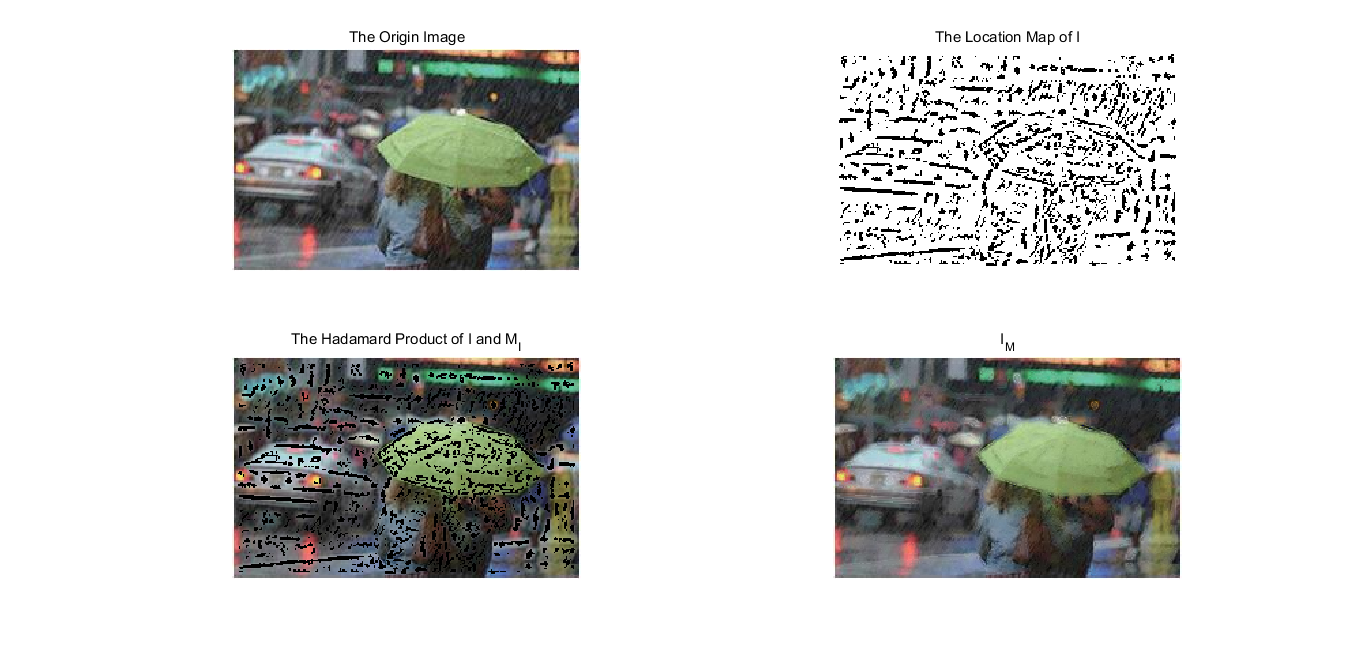 The Origin Image
The Location Map of I
The Hadamard Product of I and M_I
I_M